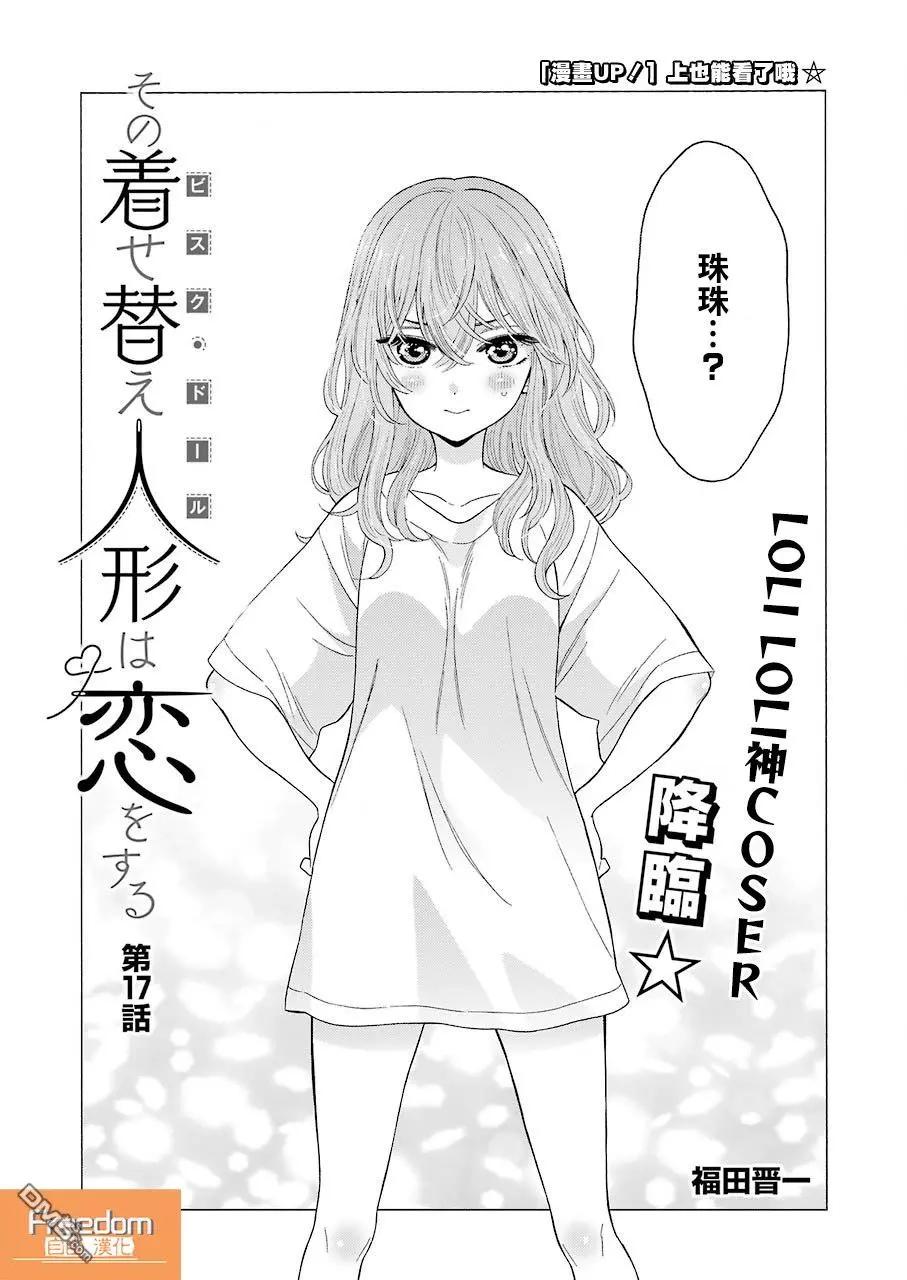 「漫畫UP！」上也能看了哦☆
珠珠…？
その着せ替え人形は恋をする
ビスク・ドール
第17話
LOLI LOLI神COSER
降臨☆
福田晋一
Freedom
自由漢化
DM5.com